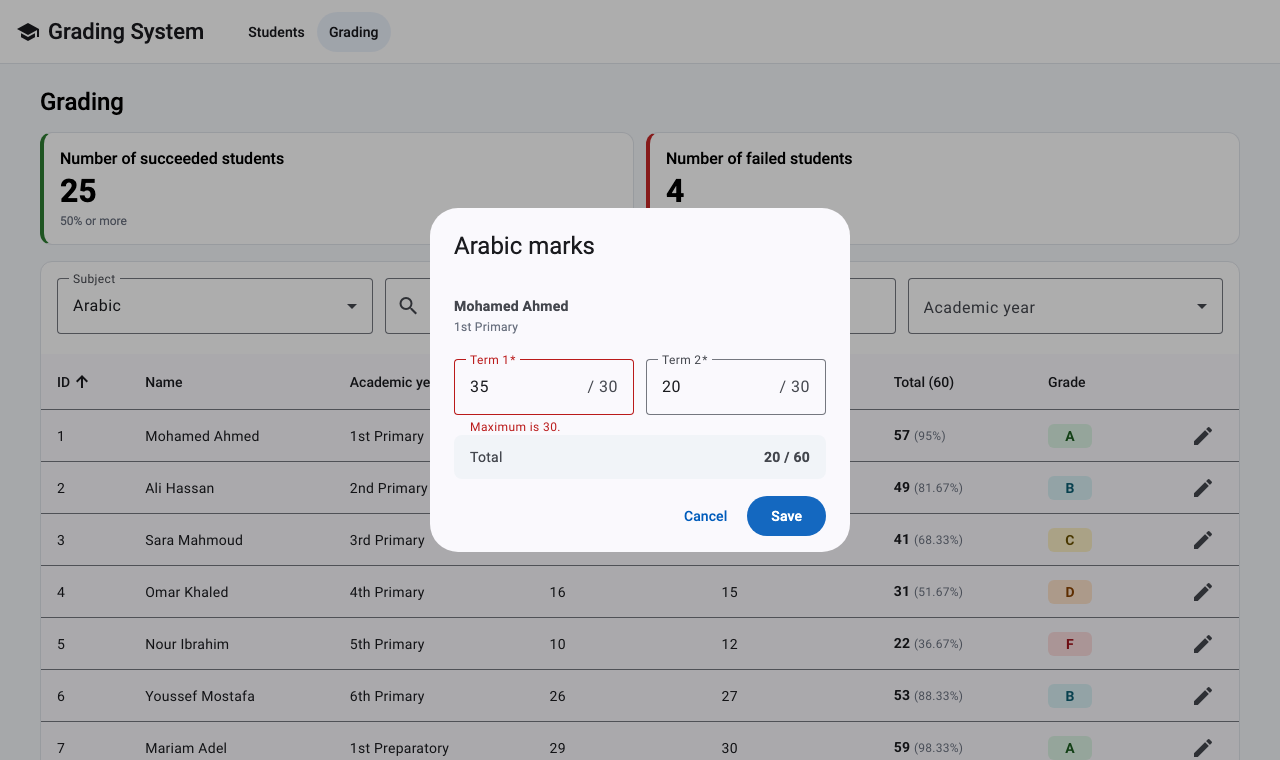 Grading System Students Grading
Grading
Number of succeeded students
25
50% or more
Number of failed students
4
Subject
Arabic
Academic year
Arabic marks
Mohamed Ahmed
1st Primary
Term 1*
35 / 30
Maximum is 30.
Term 2*
20 / 30
Total 20 / 60
Cancel Save
ID Name Academic ye Total (60) Grade
1 Mohamed Ahmed 1st Primary 57 (95%) A
2 Ali Hassan 2nd Primary 49 (81.67%) B
3 Sara Mahmoud 3rd Primary 41 (68.33%) C
4 Omar Khaled 4th Primary 16 15 31 (51.67%) D
5 Nour Ibrahim 5th Primary 10 12 22 (36.67%) F
6 Youssef Mostafa 6th Primary 26 27 53 (88.33%) B
7 Mariam Adel 1st Preparatory 29 30 59 (98.33%) A